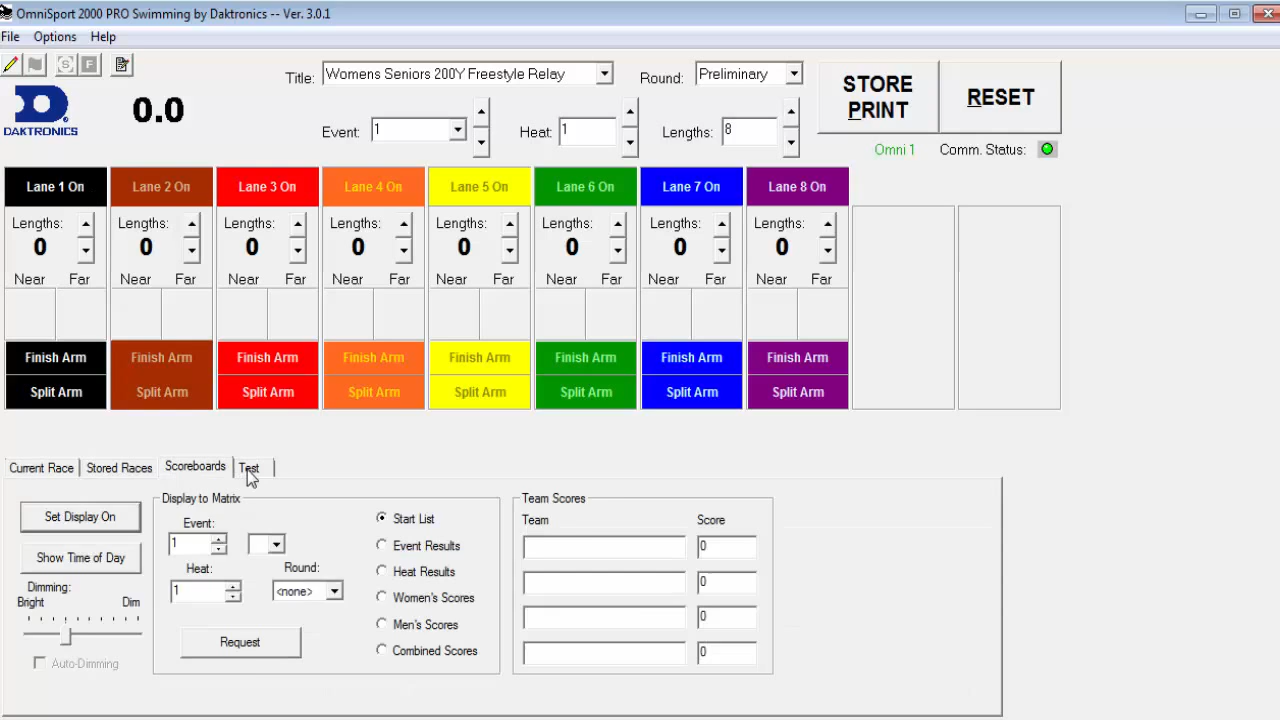 OmniSport 2000 PRO Swimming by Daktronics -- Ver. 3.0.1
File Options Help
S F
DAKTRONICS
0.0
Title: Womens Seniors 200Y Freestyle Relay Round: Preliminary
Event: 1 Heat: 1 Lengths: 8
STORE PRINT
RESET
Omni 1 Comm. Status:
Lane 1 On Lane 2 On Lane 3 On Lane 4 On Lane 5 On Lane 6 On Lane 7 On Lane 8 On
Lengths: Lengths: Lengths: Lengths: Lengths: Lengths: Lengths: Lengths:
0 0 0 0 0 0 0 0
Near Far Near Far Near Far Near Far Near Far Near Far Near Far Near Far
Finish Arm Finish Arm Finish Arm Finish Arm Finish Arm Finish Arm Finish Arm Finish Arm
Split Arm Split Arm Split Arm Split Arm Split Arm Split Arm Split Arm Split Arm
Current Race Stored Races Scoreboards Test
Set Display On
Show Time of Day
Dimming:
Bright Dim
Auto-Dimming
Display to Matrix
Event:
1
Heat: Round:
1 <none>
Request
Start List
Event Results
Heat Results
Women's Scores
Men's Scores
Combined Scores
Team Scores
Team Score
0
0
0
0